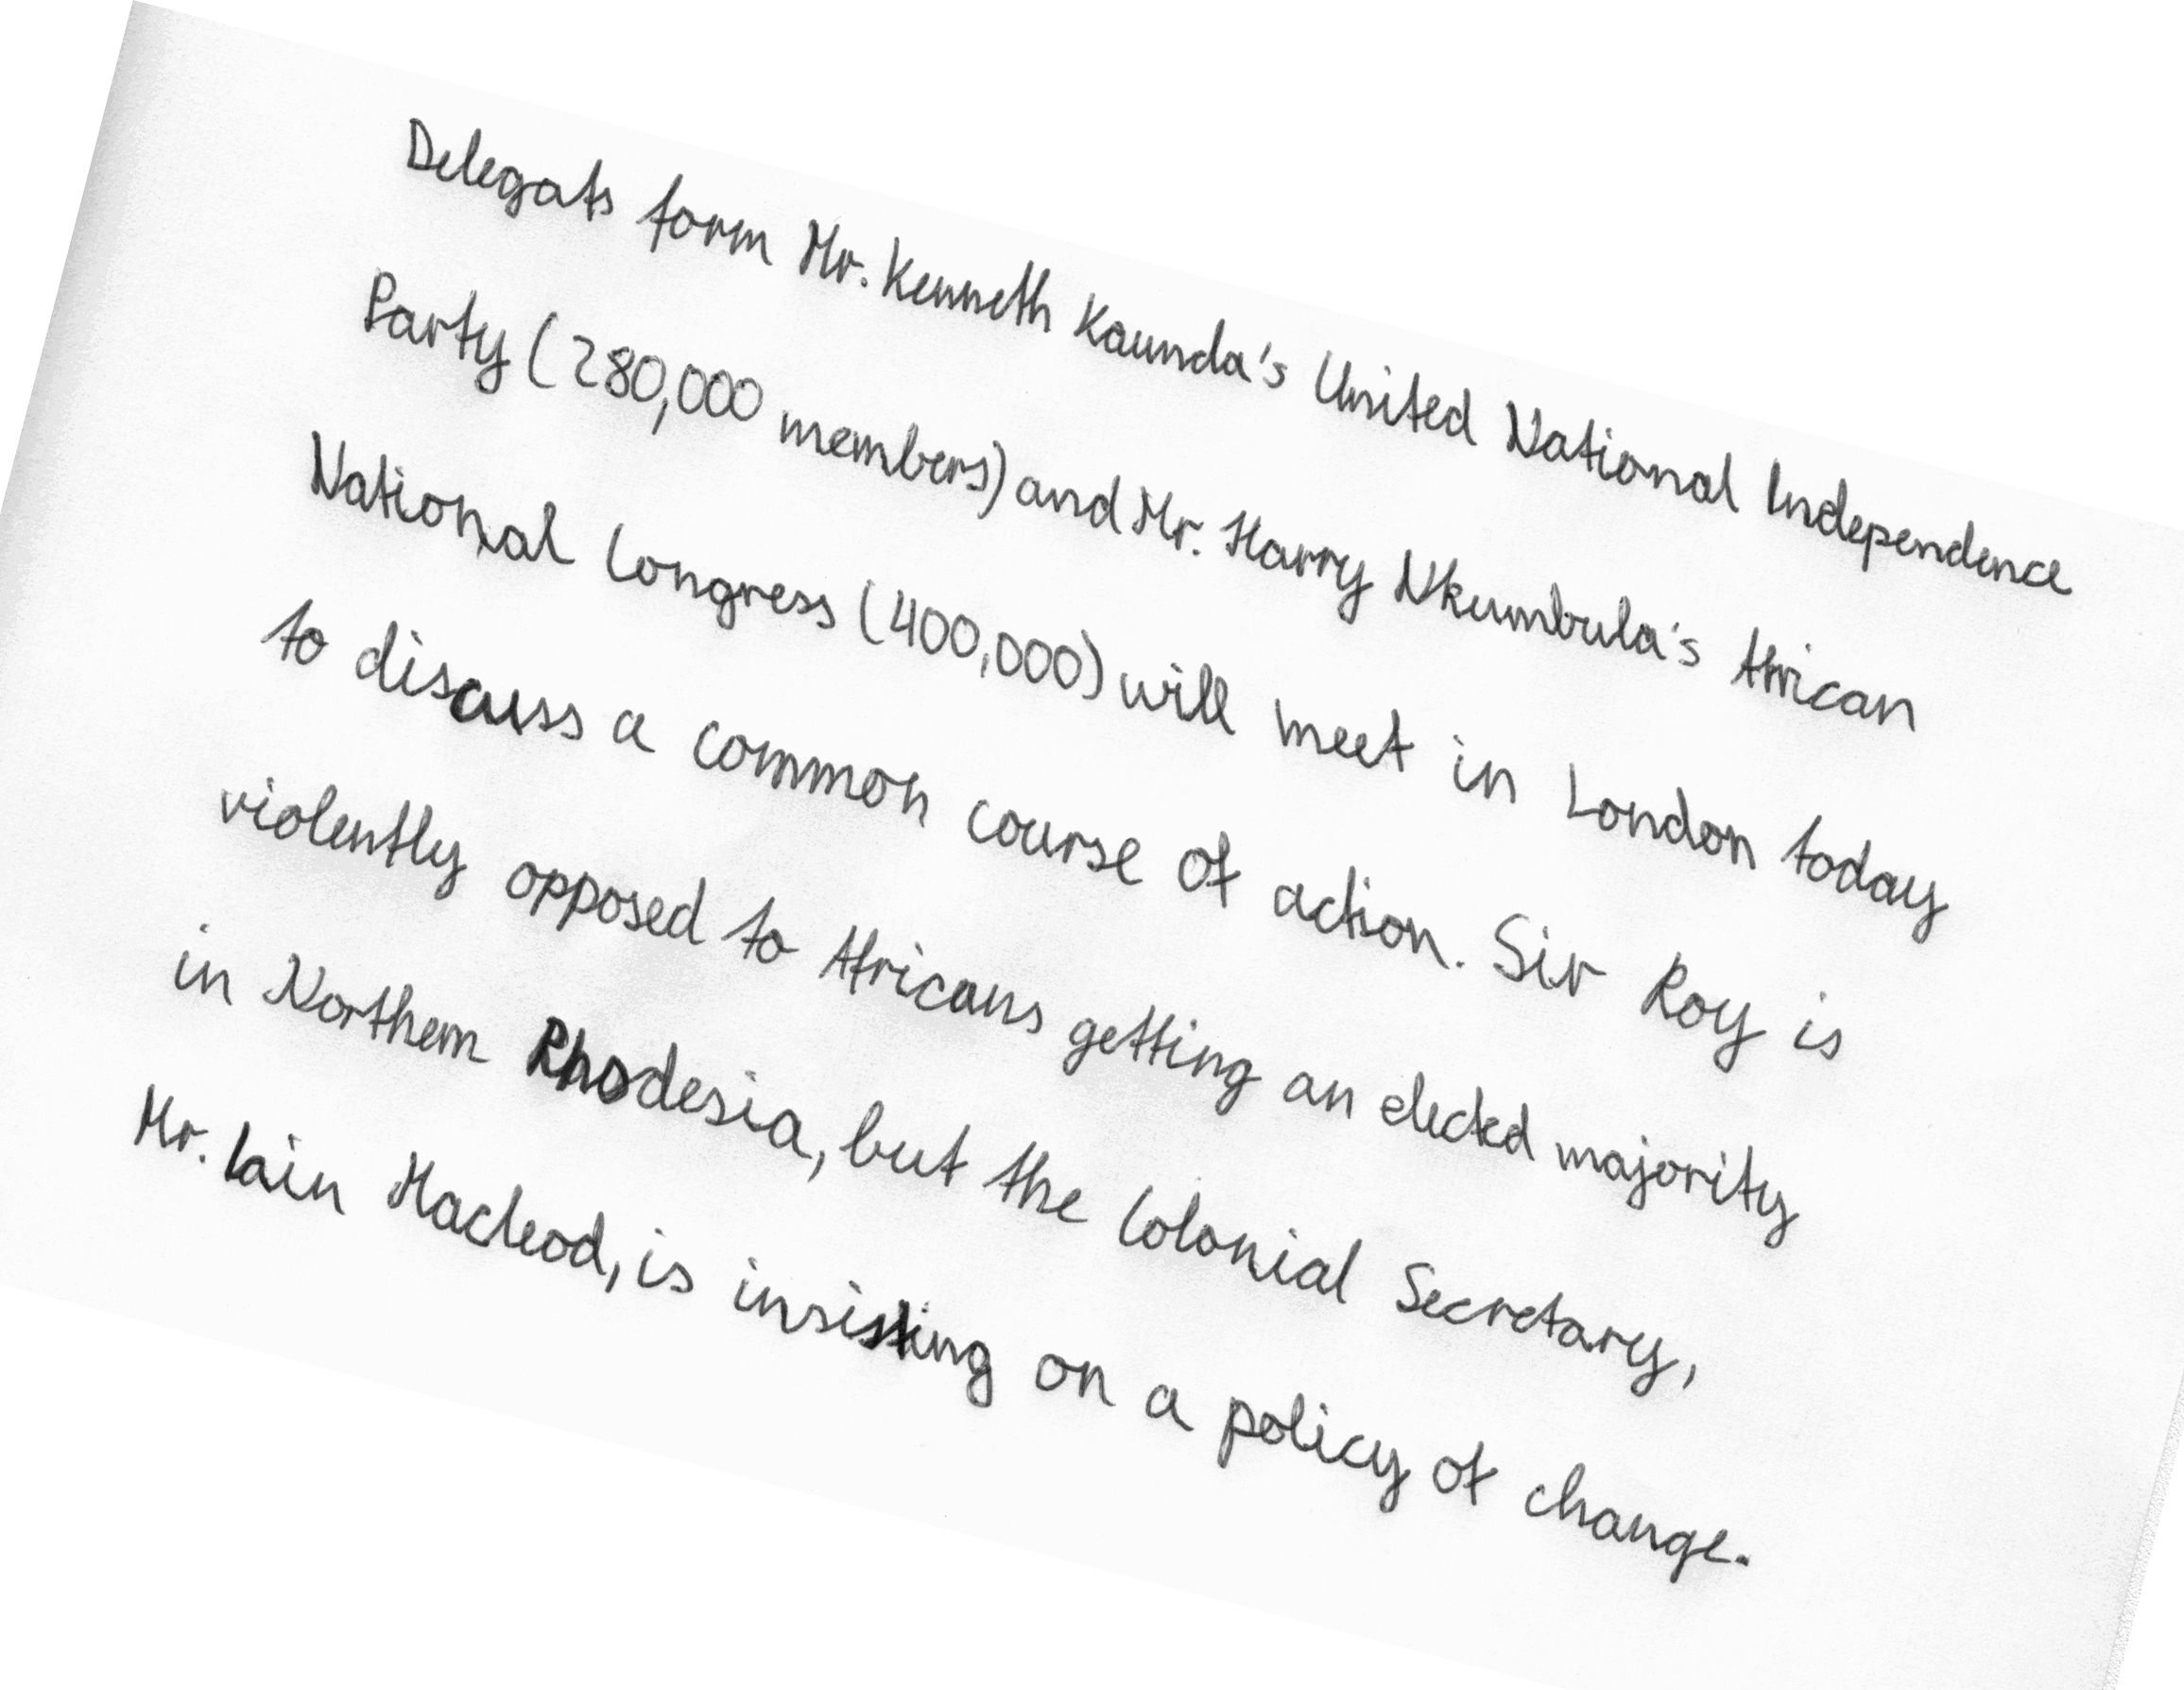 Delegats form Mr. Kenneth Kaunda's United National Independence
Party (280,000 members) and Mr. Harry Nkumbula's African
National Congress (400,000) will meet in London today
to discuss a common course of action. Sir Roy is
violently opposed to Africans getting an elected majority
in Northern Rhodesia, but the Colonial Secretary,
Mr. Iain Macleod, is insisting on a policy of change.